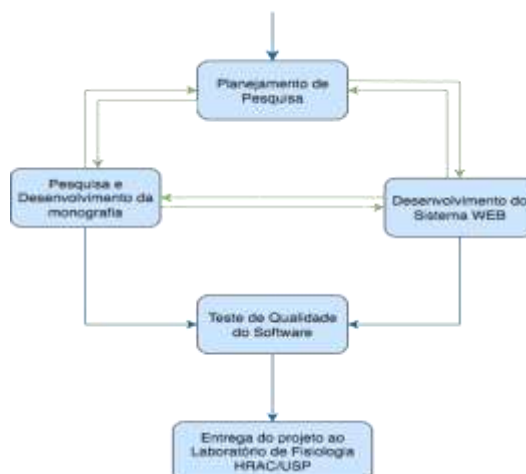 Planejamento de
Pesquisa
Pesquisa e
Desenvolvimento da
monografia
Desenvolvimento do
Sistema WEB
Teste de Qualidade
do Software
Entrega do projeto ao
Laboratório de Fisiologia
HRAC/USP